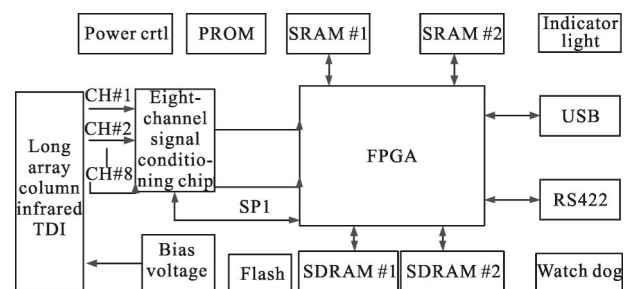 Power crtl
PROM
SRAM #1
SRAM #2
Indicator
light
CH#1
CH#2
CH#8
Long
array
column
infrared
TDI
Eight-
channel
signal
conditio-
ning chip
FPGA
USB
RS422
SP1
Bias
voltage
Flash
SDRAM #1
SDRAM #2
Watch dog